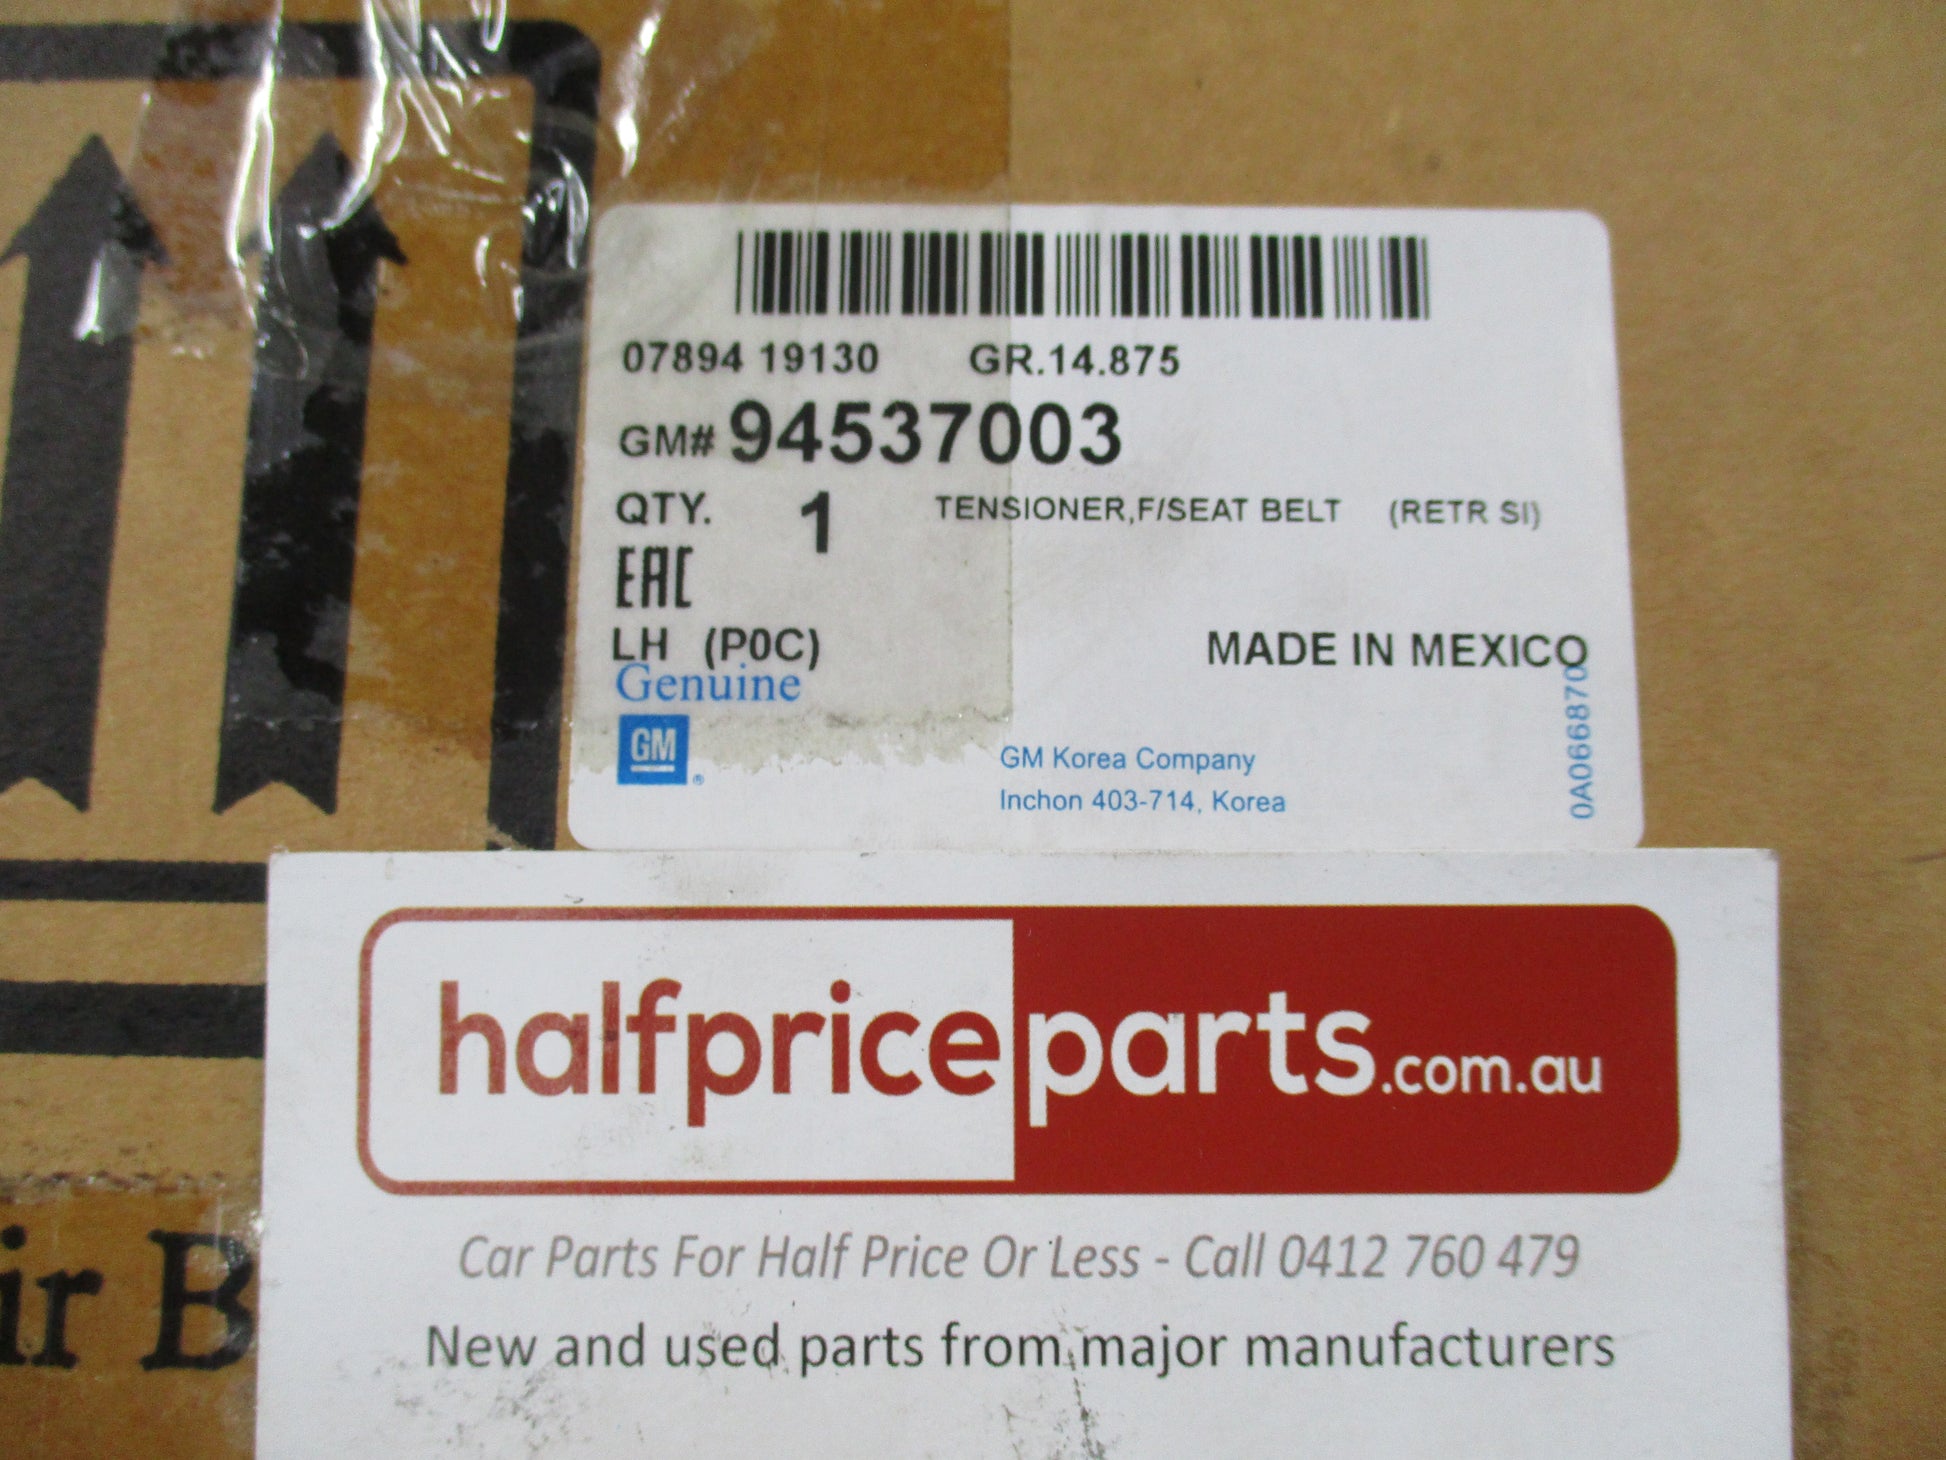 07894 19130 GR.14.875
GM# 94537003
QTY. 1 TENSIONER,F/SEAT BELT (RETR SI)
EAC
LH (P0C) MADE IN MEXICO
Genuine
GM
GM Korea Company
Inchon 403-714, Korea
0A066870
halfpriceparts.com.au
Car Parts For Half Price Or Less - Call 0412 760 479
New and used parts from major manufacturers
ir B